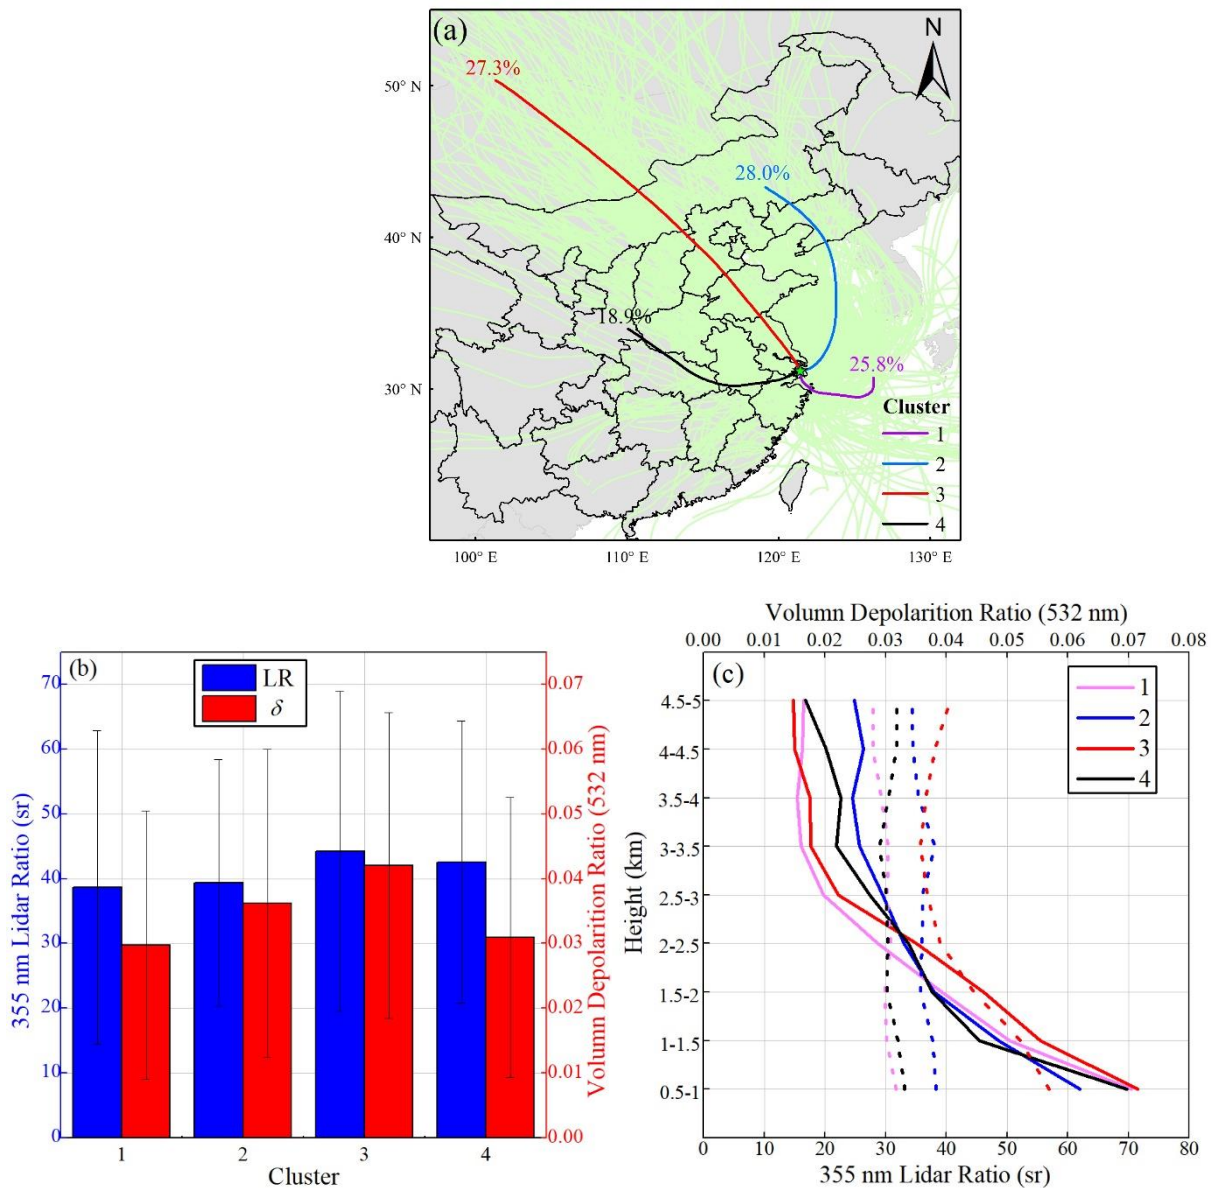 (a)
N
27.3%
50° N
28.0%
40° N
18.9%
25.8%
30° N
Cluster
1
2
3
4
100° E 110° E 120° E 130° E
Volumn Depolarition Ratio (532 nm)
0.00 0.01 0.02 0.03 0.04 0.05 0.06 0.07 0.08
(b)
LR
δ
70
60
50
40
30
20
10
0
355 nm Lidar Ratio (sr)
0.07
0.06
0.05
0.04
0.03
0.02
0.01
0.00
Volumn Depolarition Ratio (532 nm)
1 2 3 4
Cluster
(c)
1
2
3
4
4.5-5
4-4.5
3.5-4
3-3.5
2.5-3
2-2.5
1.5-2
1-1.5
0.5-1
Height (km)
0 10 20 30 40 50 60 70 80
355 nm Lidar Ratio (sr)